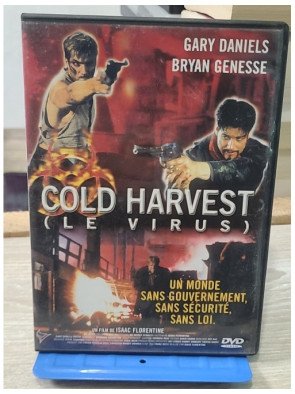 GARY DANIELS
BRYAN GENESSE
COLD HARVEST
(LE VIRUS)
UN MONDE
SANS GOUVERNEMENT,
SANS SÉCURITÉ,
SANS LOI.
UN FILM DE ISAAC FLORENTINE
DVD